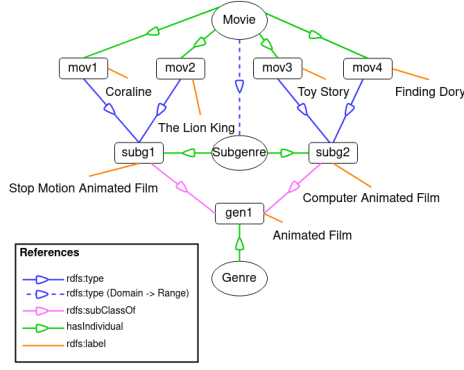 Movie
mov1
mov2
mov3
mov4
Coraline
Toy Story
Finding Dory
The Lion King
subg1
Subgenre
subg2
Stop Motion Animated Film
Computer Animated Film
gen1
Animated Film
Genre
References
rdfs:type
rdfs:type (Domain -> Range)
rdfs:subClassOf
hasIndividual
rdfs:label